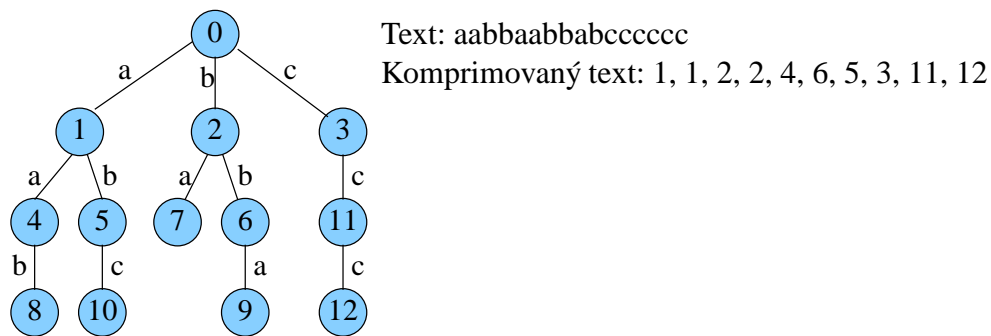 0
Text: aabbaabbabcccccc
a
b
c
Komprimovaný text: 1, 1, 2, 2, 4, 6, 5, 3, 11, 12
1
2
3
a
b
a
b
c
4
5
7
6
11
b
c
a
c
8
10
9
12